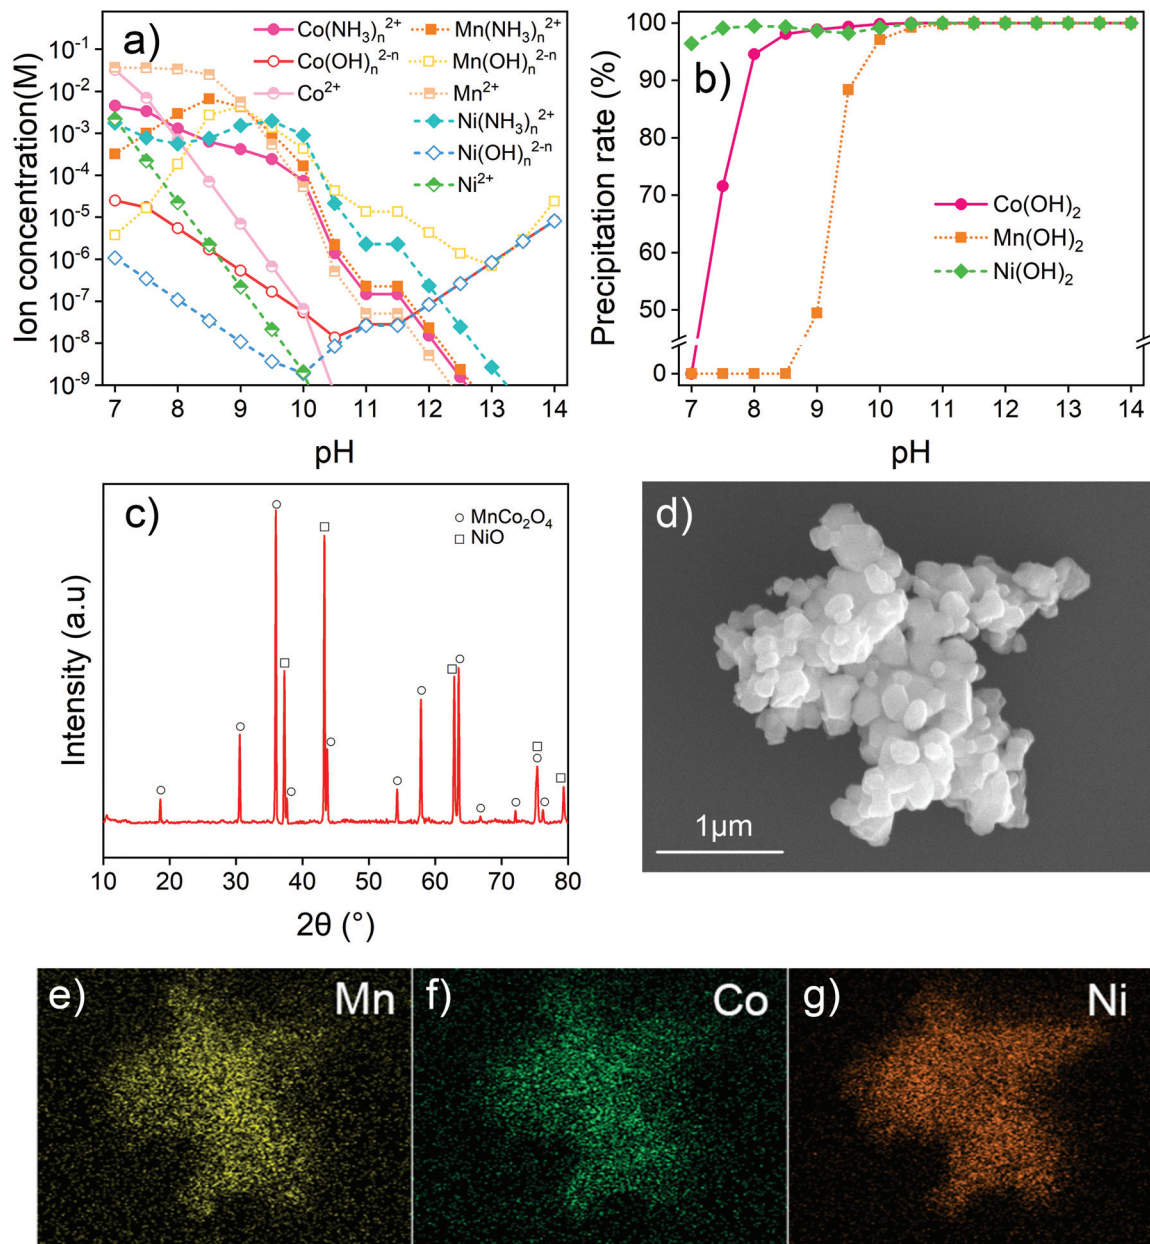 a)
Co(NH₃)ₙ²⁺
Co(OH)ₙ²⁻ⁿ
Co²⁺
Mn(NH₃)ₙ²⁺
Mn(OH)ₙ²⁻ⁿ
Mn²⁺
Ni(NH₃)ₙ²⁺
Ni(OH)ₙ²⁻ⁿ
Ni²⁺
Ion concentration(M)
10⁻¹
10⁻²
10⁻³
10⁻⁴
10⁻⁵
10⁻⁶
10⁻⁷
10⁻⁸
10⁻⁹
7 8 9 10 11 12 13 14
pH
b)
Precipitation rate (%)
100
90
80
70
60
50
0
Co(OH)₂
Mn(OH)₂
Ni(OH)₂
7 8 9 10 11 12 13 14
pH
c)
MnCo₂O₄
NiO
Intensity (a.u)
10 20 30 40 50 60 70 80
2θ (°)
d)
1μm
e) Mn
f) Co
g) Ni